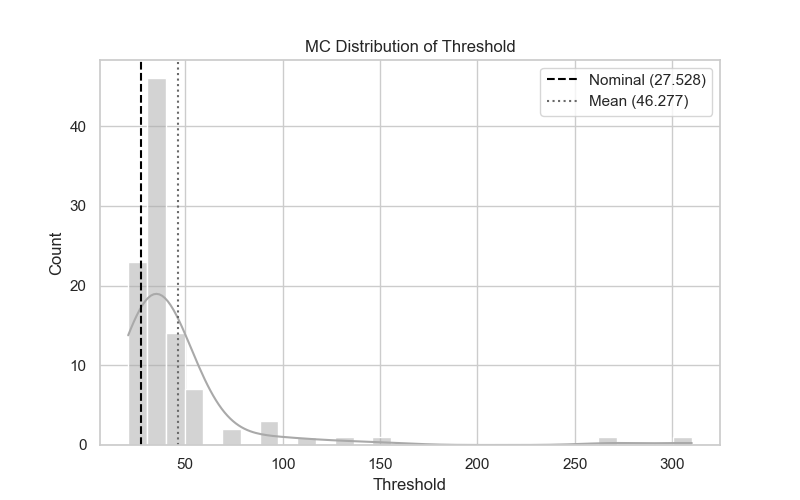 MC Distribution of Threshold
Nominal (27.528)
Mean (46.277)
Count
40
30
20
10
0
50
100
150
200
250
300
Threshold